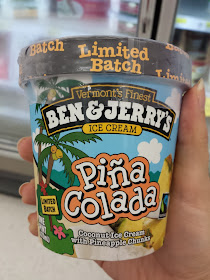 Batch
Limited
Batch
Vermont's Finest
BEN & JERRY'S
ICE CREAM
Piña
Colada
LIMITED
BATCH
Coconut Ice Cream
with Pineapple Chunks